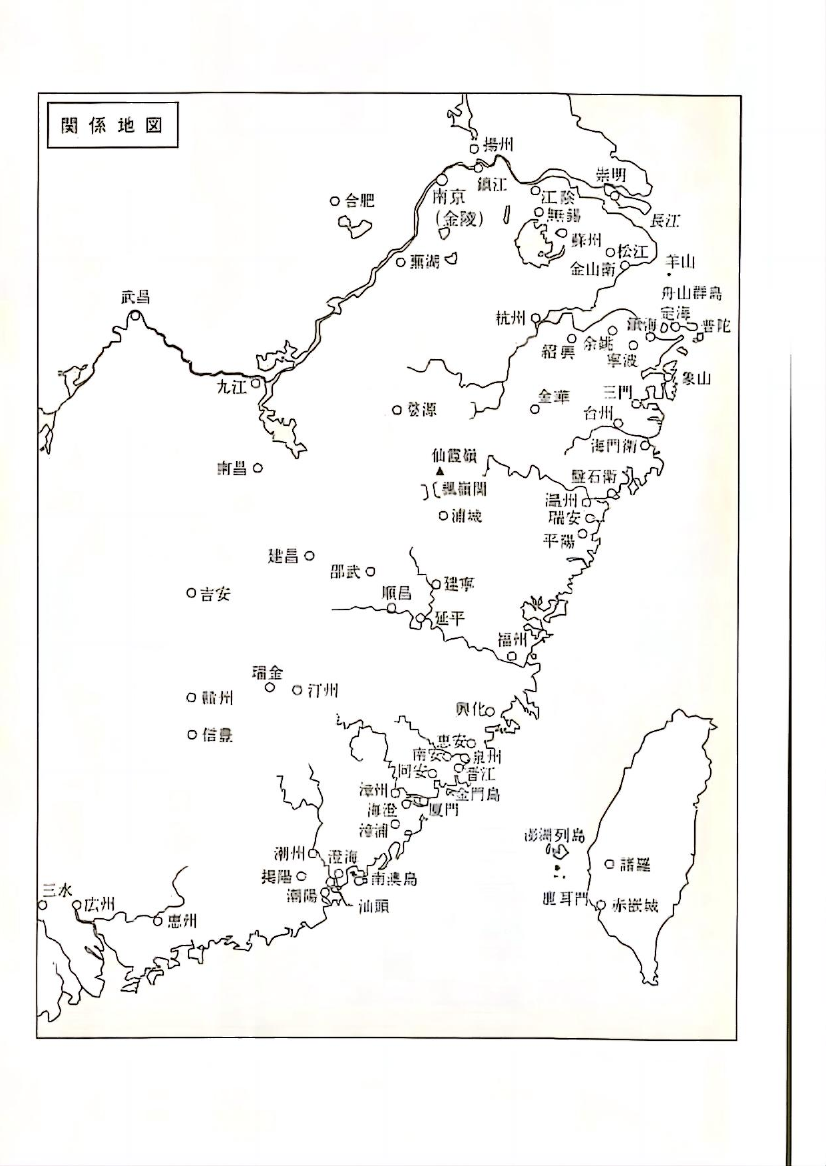 関係地図
揚州
鎮江
南京
(金陵)
合肥
江陰
無錫
崇明
長江
蘇州
松江
金山衛
羊山
蕪湖
舟山群島
定海
鎮海
普陀
武昌
杭州
紹興
余姚
寧波
九江
象山
三門
金華
台州
婺源
海門衛
南昌
仙霞嶺
盤石衛
楓嶺関
温州
瑞安
平陽
浦城
建昌
邵武
建寧
吉安
順昌
延平
福州
瑞金
汀州
贛州
興化
信豊
恵安
南安
泉州
同安
晋江
漳州
金門島
海澄
厦門
漳浦
澎湖列島
潮州
澄海
諸羅
掲陽
南澳島
潮陽
汕頭
鹿耳門
赤嵌城
三水
広州
恵州